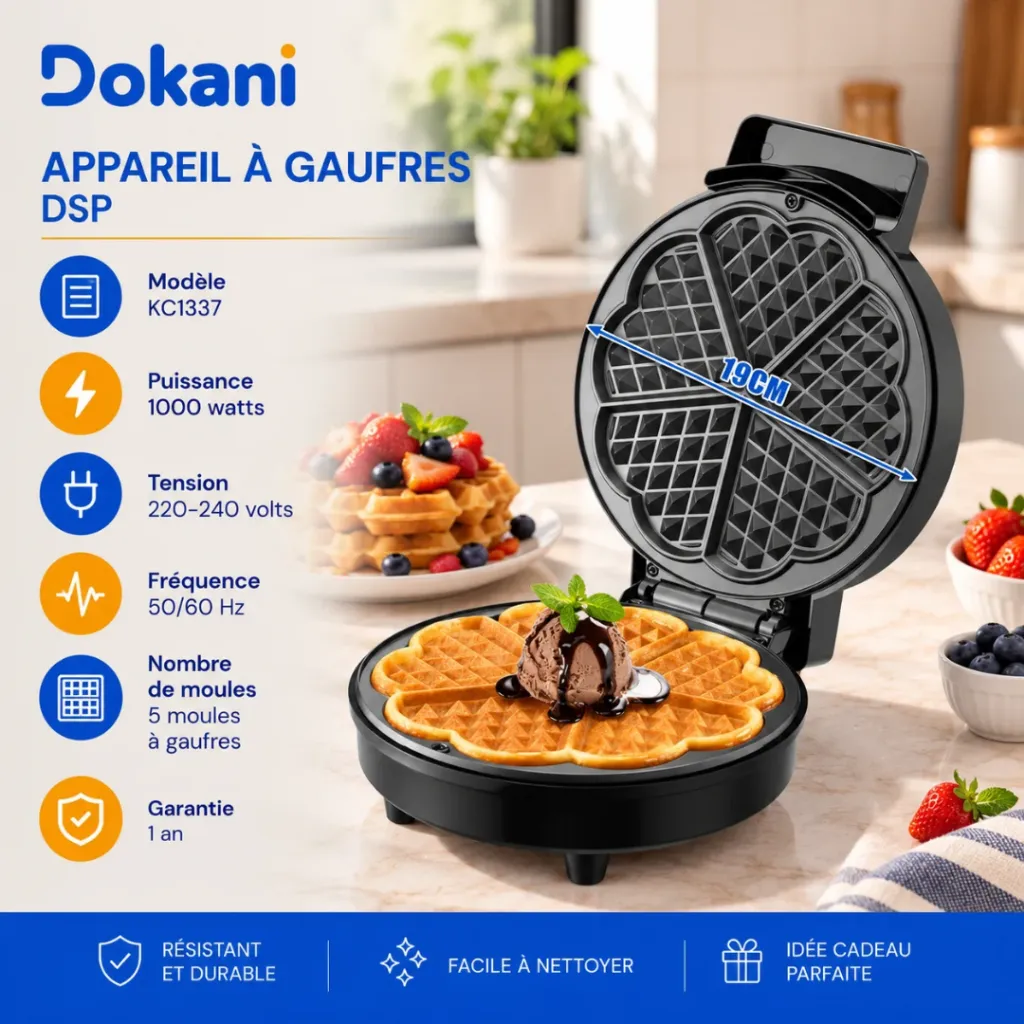 Dokani
APPAREIL À GAUFRES
DSP
Modèle
KC1337
Puissance
1000 watts
Tension
220-240 volts
Fréquence
50/60 Hz
Nombre
de moules
5 moules
à gaufres
Garantie
1 an
19CM
RÉSISTANT
ET DURABLE
FACILE À NETTOYER
IDÉE CADEAU
PARFAITE